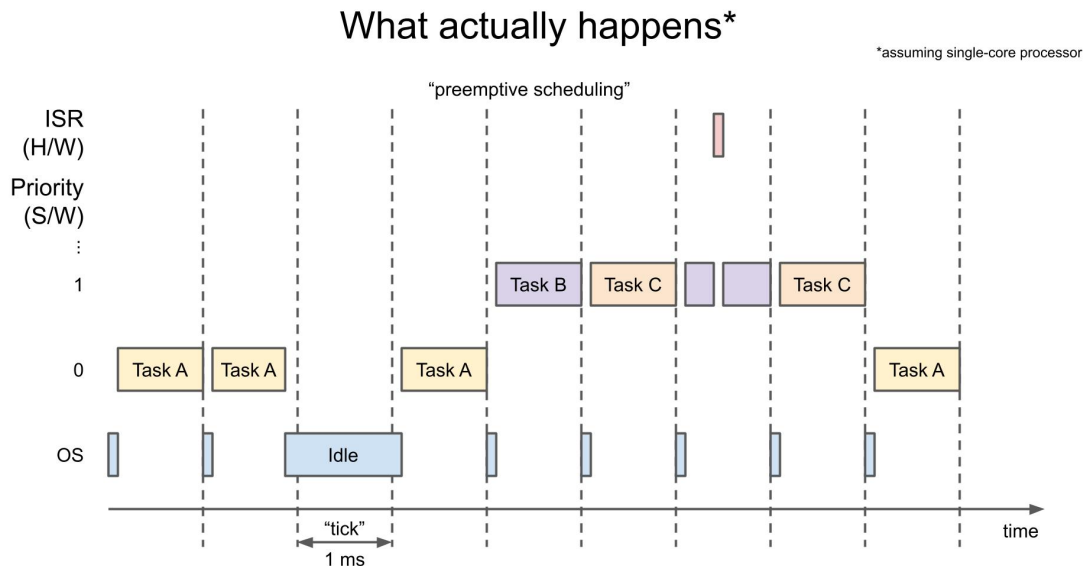 What actually happens*
*assuming single-core processor
“preemptive scheduling”
ISR
(H/W)
Priority
(S/W)
⋮
1
Task B
Task C
Task C
0
Task A
Task A
Task A
Task A
OS
Idle
“tick”
1 ms
time